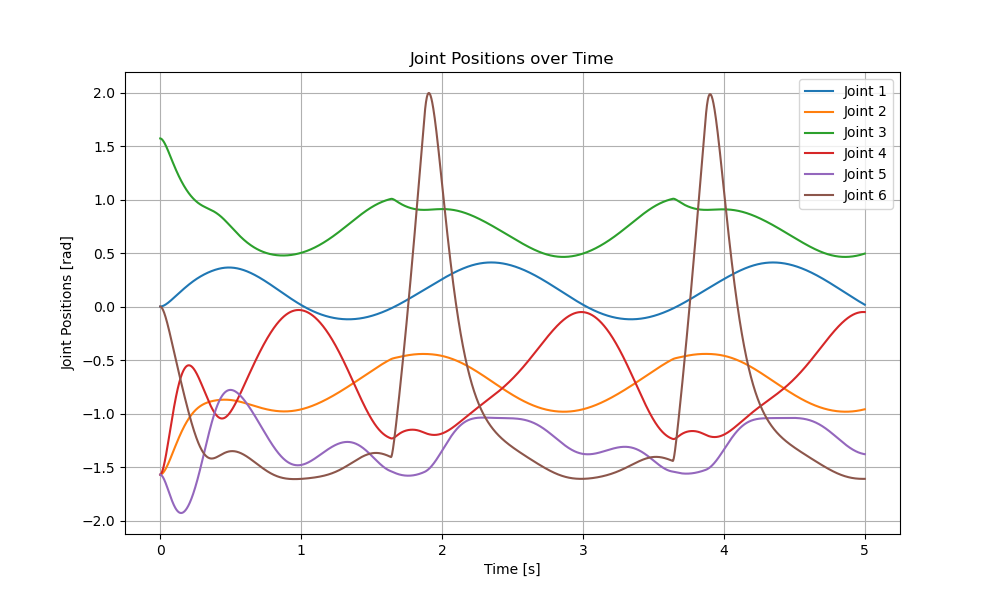 Joint Positions over Time
Joint Positions [rad]
2.0
1.5
1.0
0.5
0.0
−0.5
−1.0
−1.5
−2.0
Joint 1
Joint 2
Joint 3
Joint 4
Joint 5
Joint 6
0 1 2 3 4 5
Time [s]